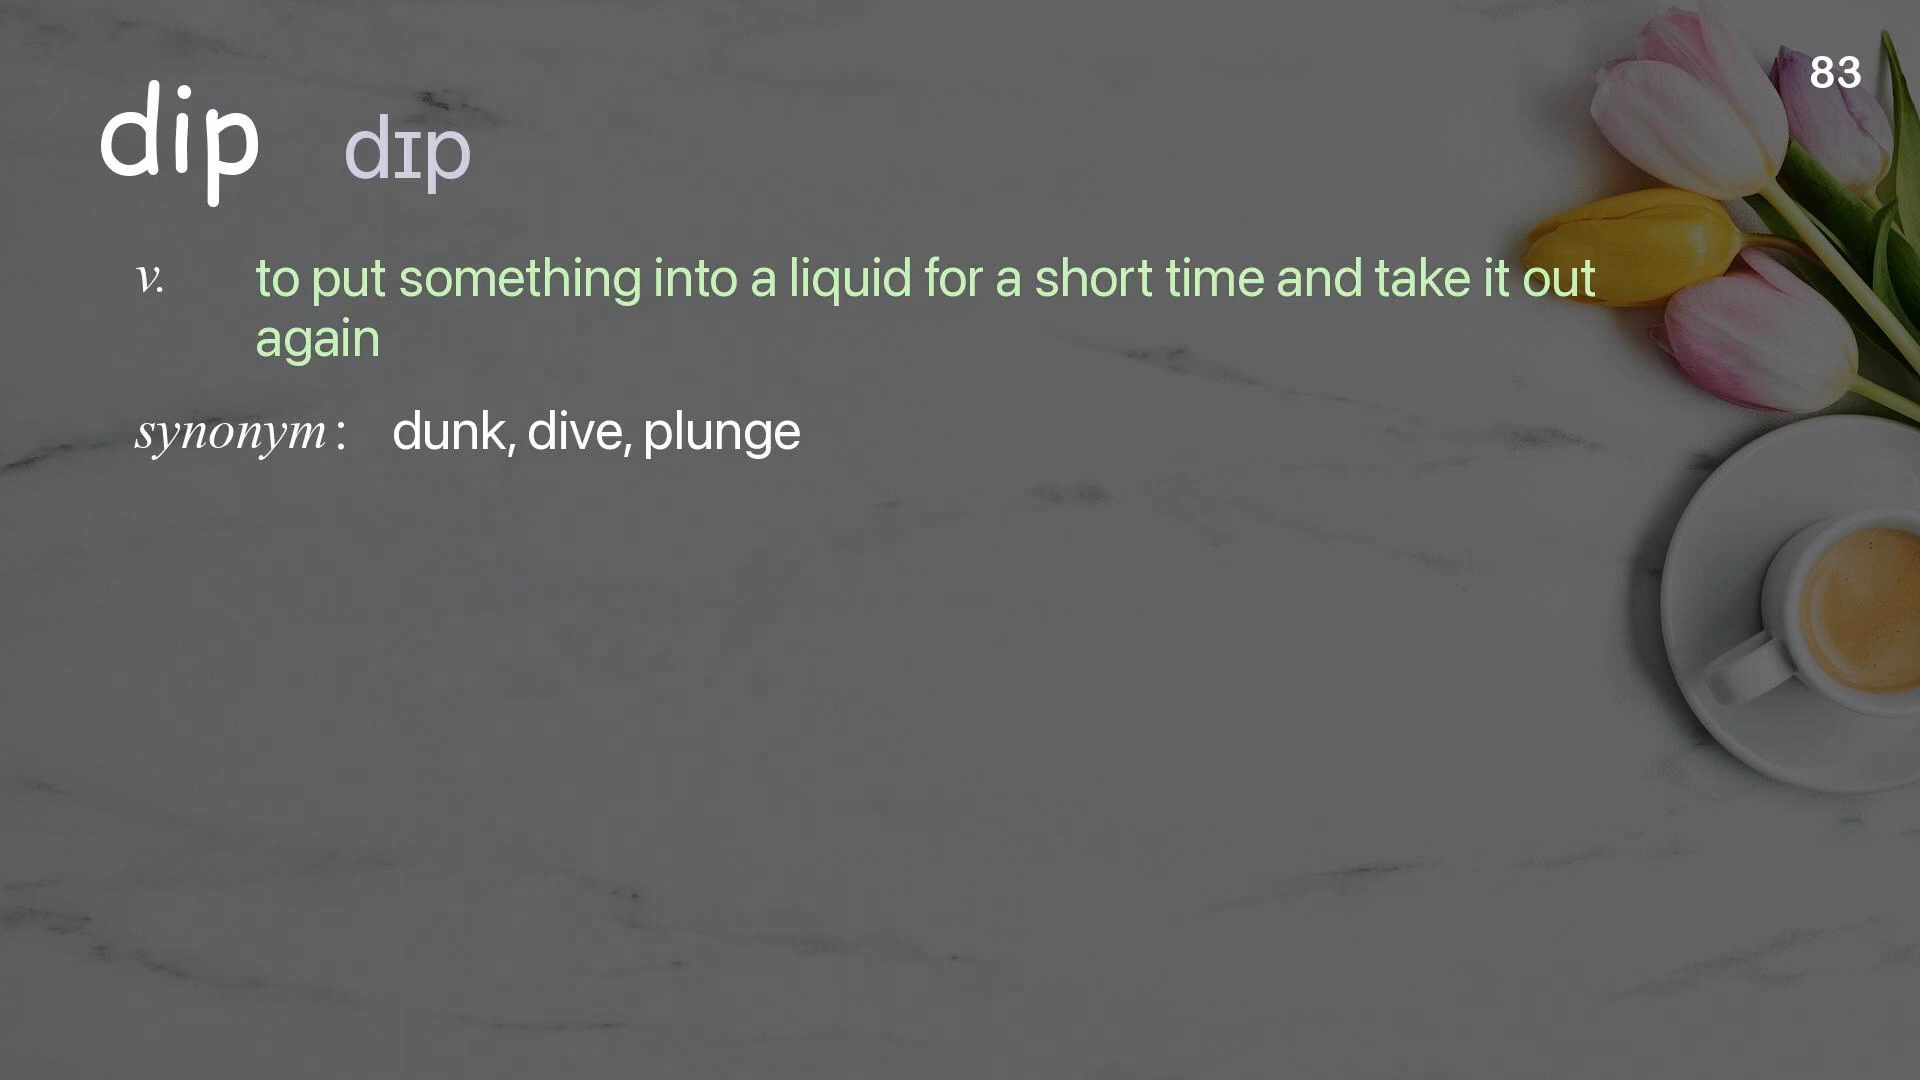 83
dip dɪp
v. to put something into a liquid for a short time and take it out
again
synonym: dunk, dive, plunge